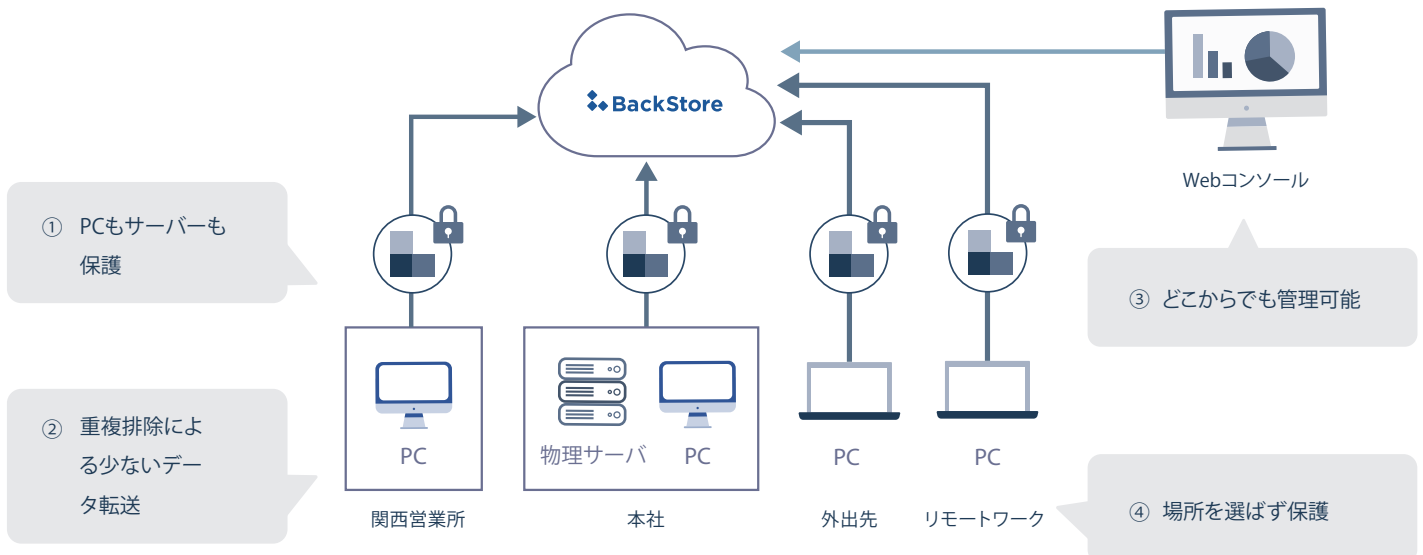 BackStore
Webコンソール
① PCもサーバーも
保護
② 重複排除によ
る少ないデー
タ転送
③ どこからでも管理可能
④ 場所を選ばず保護
PC
物理サーバ PC
PC
PC
関西営業所
本社
外出先
リモートワーク